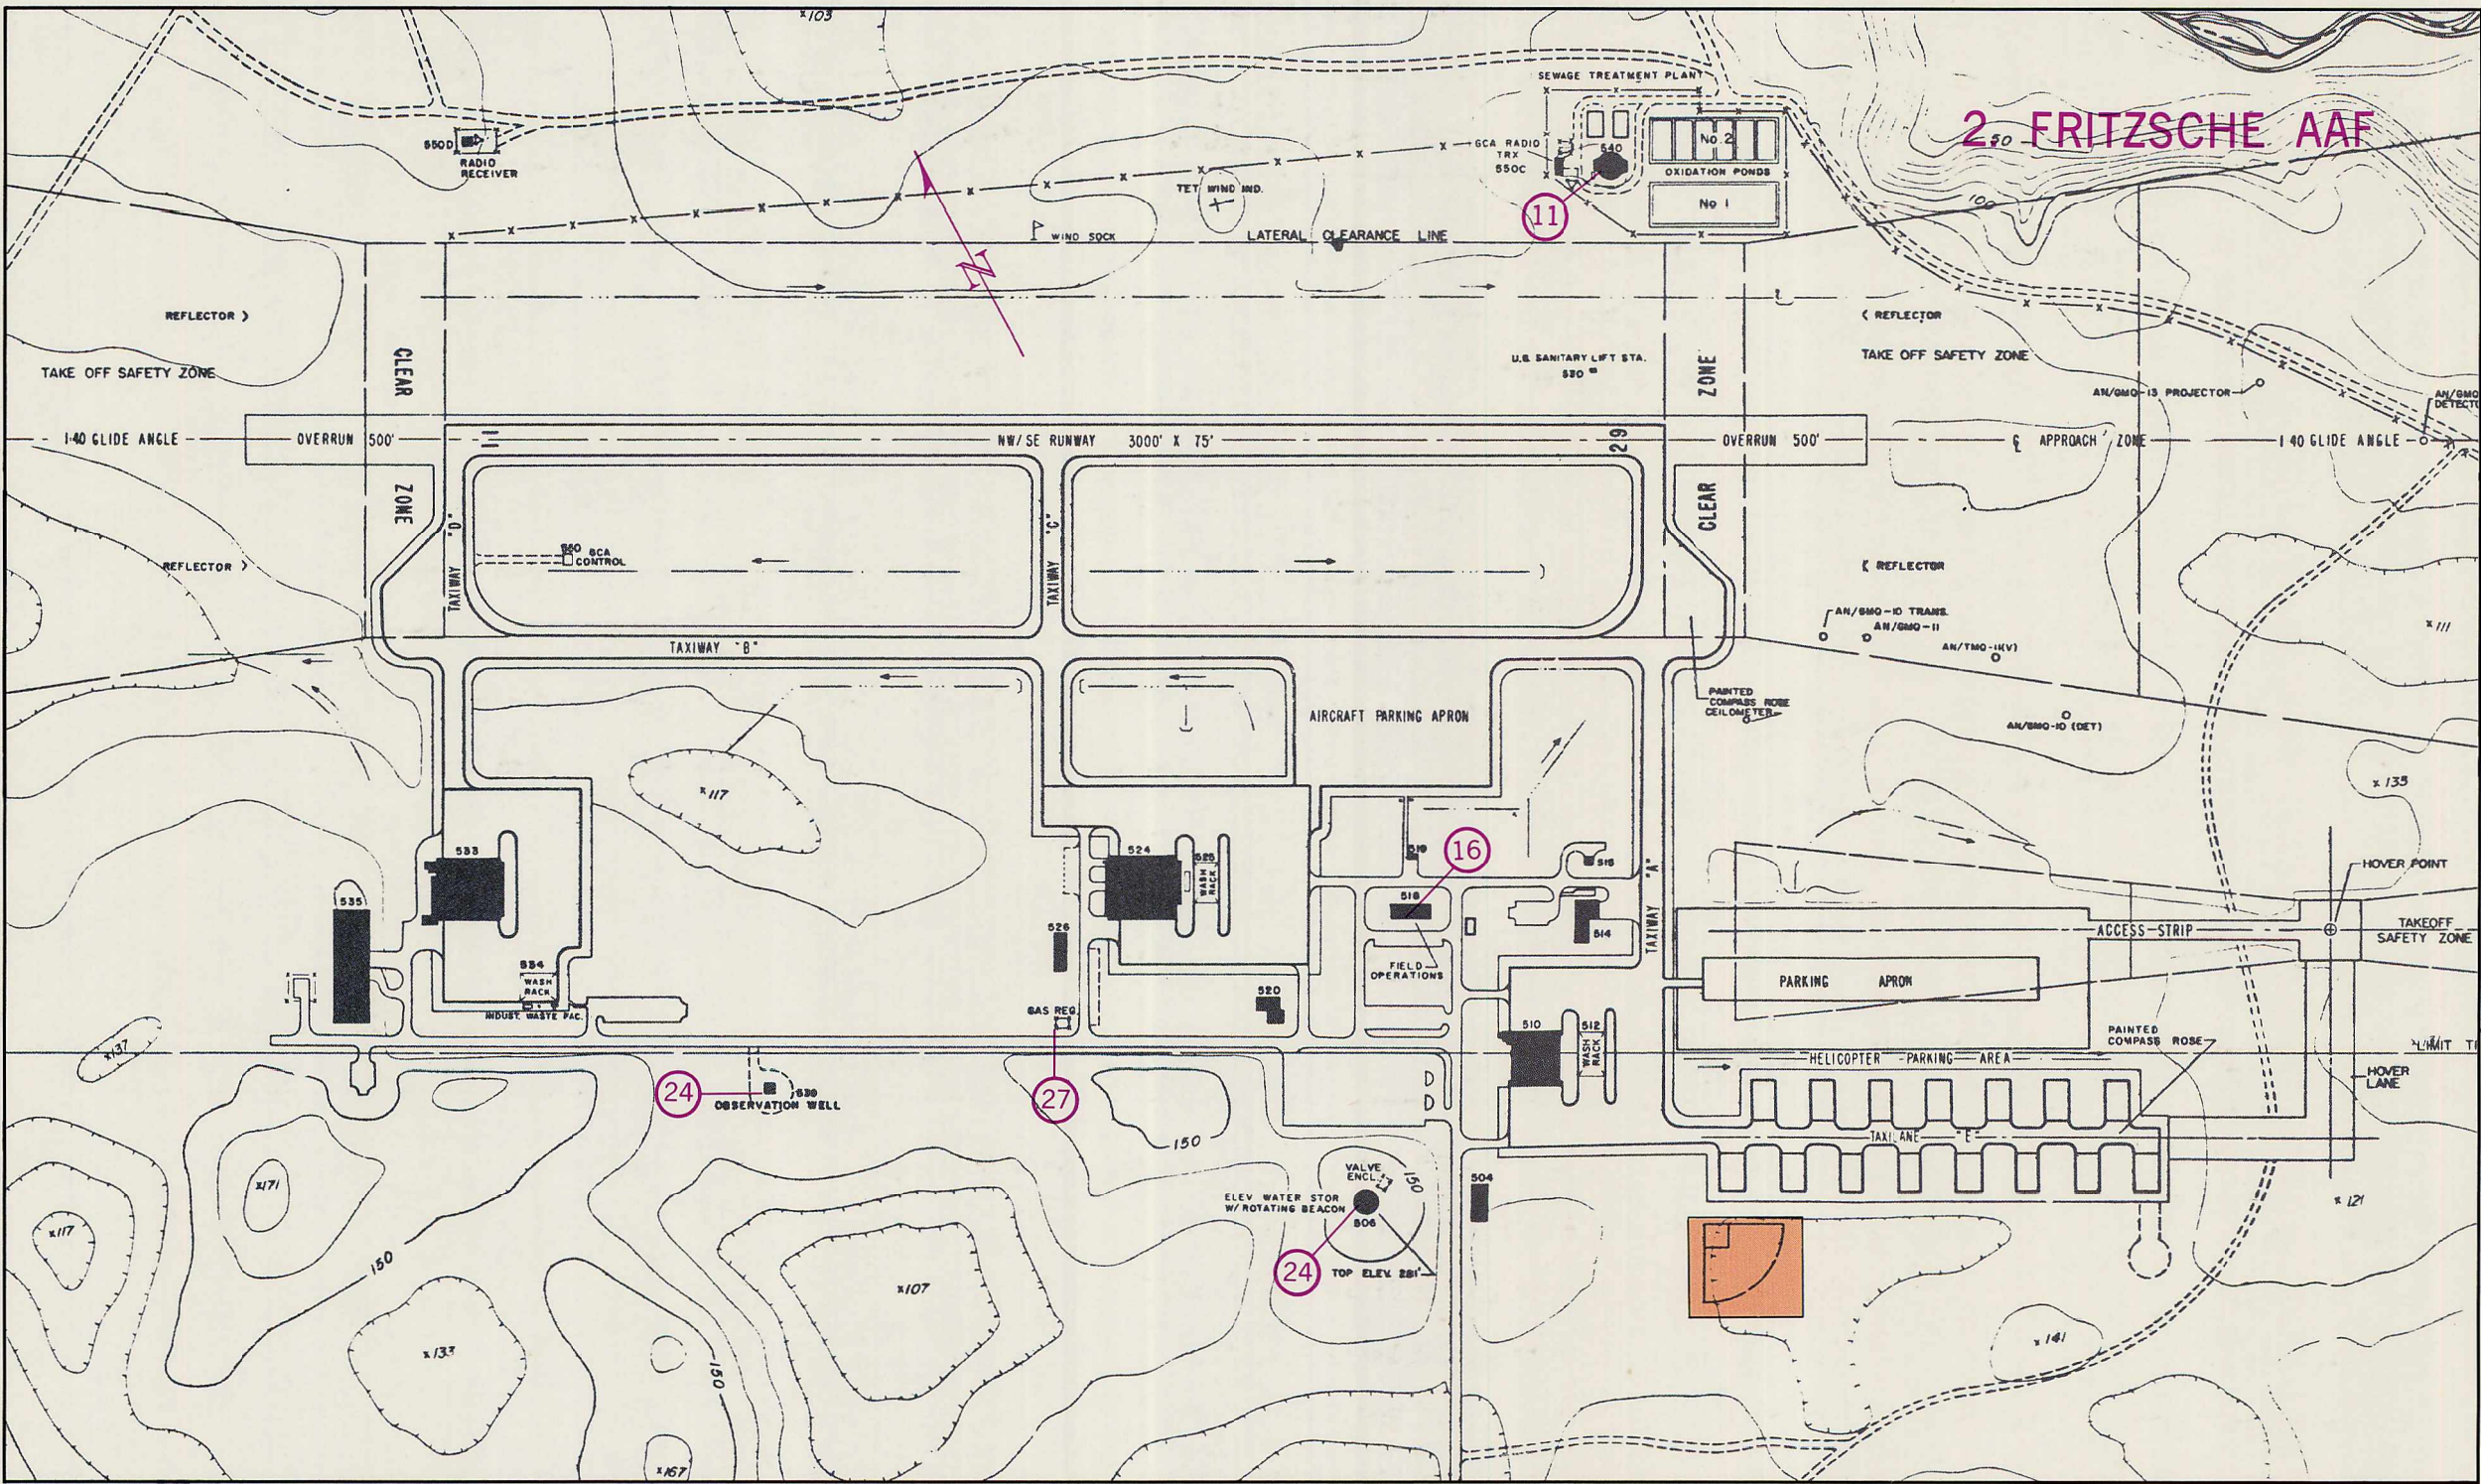 x103
SEWAGE TREATMENT PLANT
2. FRITZSCHE AAF
50
550D
RADIO
RECEIVER
GCA RADIO
TRX
550C
540
No. 2
OXIDATION PONDS
No 1
11
100
TET WIND IND.
WIND SOCK
LATERAL CLEARANCE LINE
N
REFLECTOR
REFLECTOR
TAKE OFF SAFETY ZONE
CLEAR
ZONE
U.G. SANITARY LIFT STA.
530
ZONE
CLEAR
TAKE OFF SAFETY ZONE
AN/GMQ-13 PROJECTOR
AN/GMQ
DETECTO
1:40 GLIDE ANGLE
OVERRUN 500'
11
NW/SE RUNWAY 3000' X 75'
29
OVERRUN 500'
℄ APPROACH ZONE
1 40 GLIDE ANGLE
TAXIWAY "D"
TAXIWAY "C"
GCA
CONTROL
REFLECTOR
REFLECTOR
AN/GMQ-10 TRANS.
AN/GMQ-11
AN/TMQ-1K(V)
x111
TAXIWAY "B"
PAINTED
COMPASS ROSE
CEILOMETER
AIRCRAFT PARKING APRON
AN/GMQ-10 (DET)
x117
x135
533
524
525
WASH
RACK
519
16
515
TAXIWAY "A"
HOVER POINT
535
518
514
526
534
WASH
RACK
INDUST. WASTE FAC.
FIELD
OPERATIONS
ACCESS STRIP
TAKEOFF
SAFETY ZONE
PARKING APRON
520
GAS REG.
510
512
WASH
RACK
PAINTED
COMPASS ROSE
HELICOPTER PARKING AREA
LIMIT
HOVER
LANE
x137
24
539
OBSERVATION WELL
27
150
TAXILANE "E"
VALVE
ENCL.
150
504
ELEV WATER STOR
W/ROTATING BEACON
506
x171
x121
x117
24
TOP ELEV. 281'
150
x107
x133
150
x141
x167